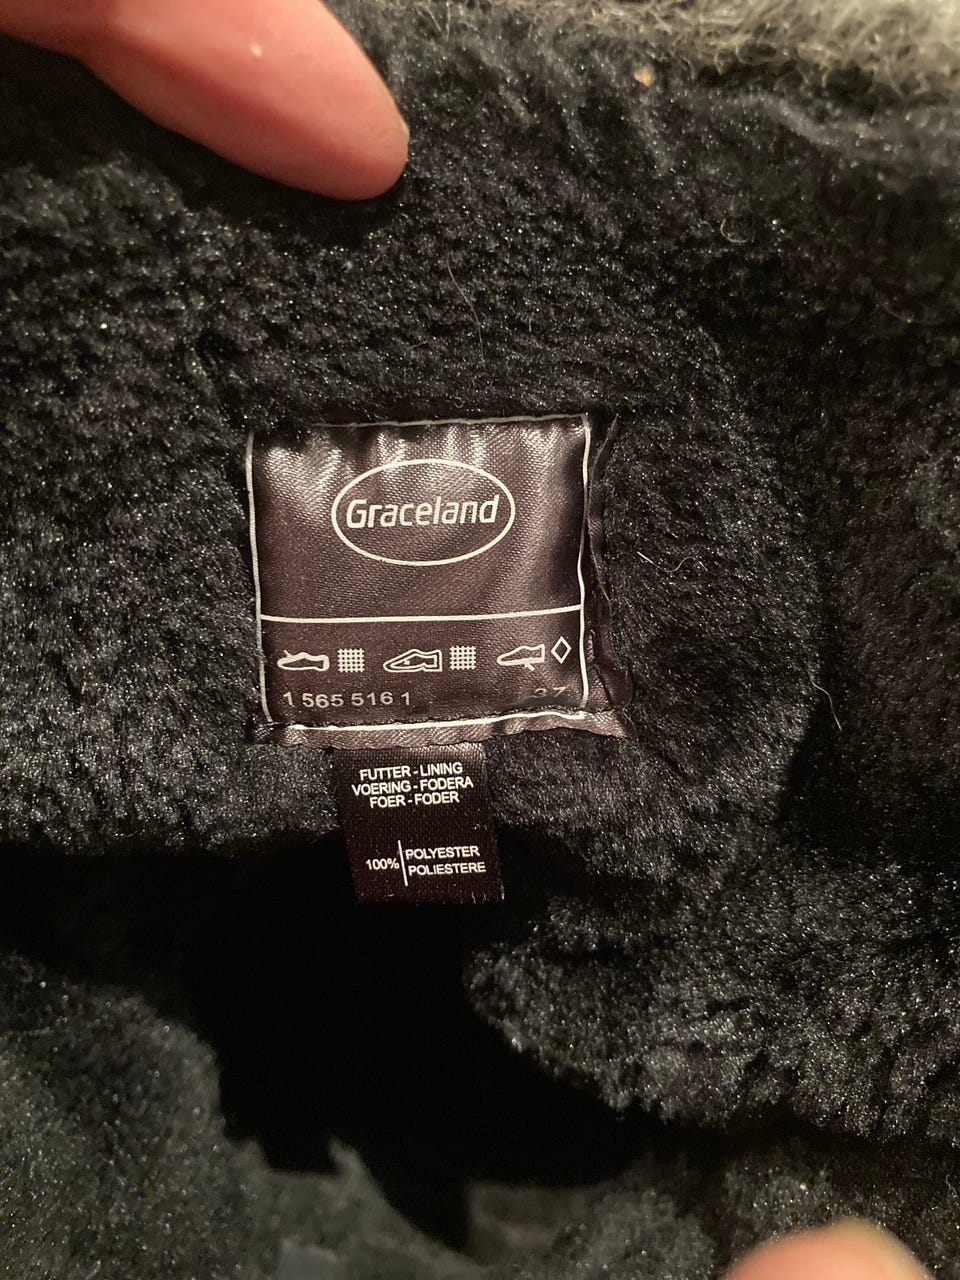 Graceland
1 565 516 1 37
FUTTER - LINING
VOERING - FODERA
FOER - FODER
100% POLYESTER
POLIESTERE